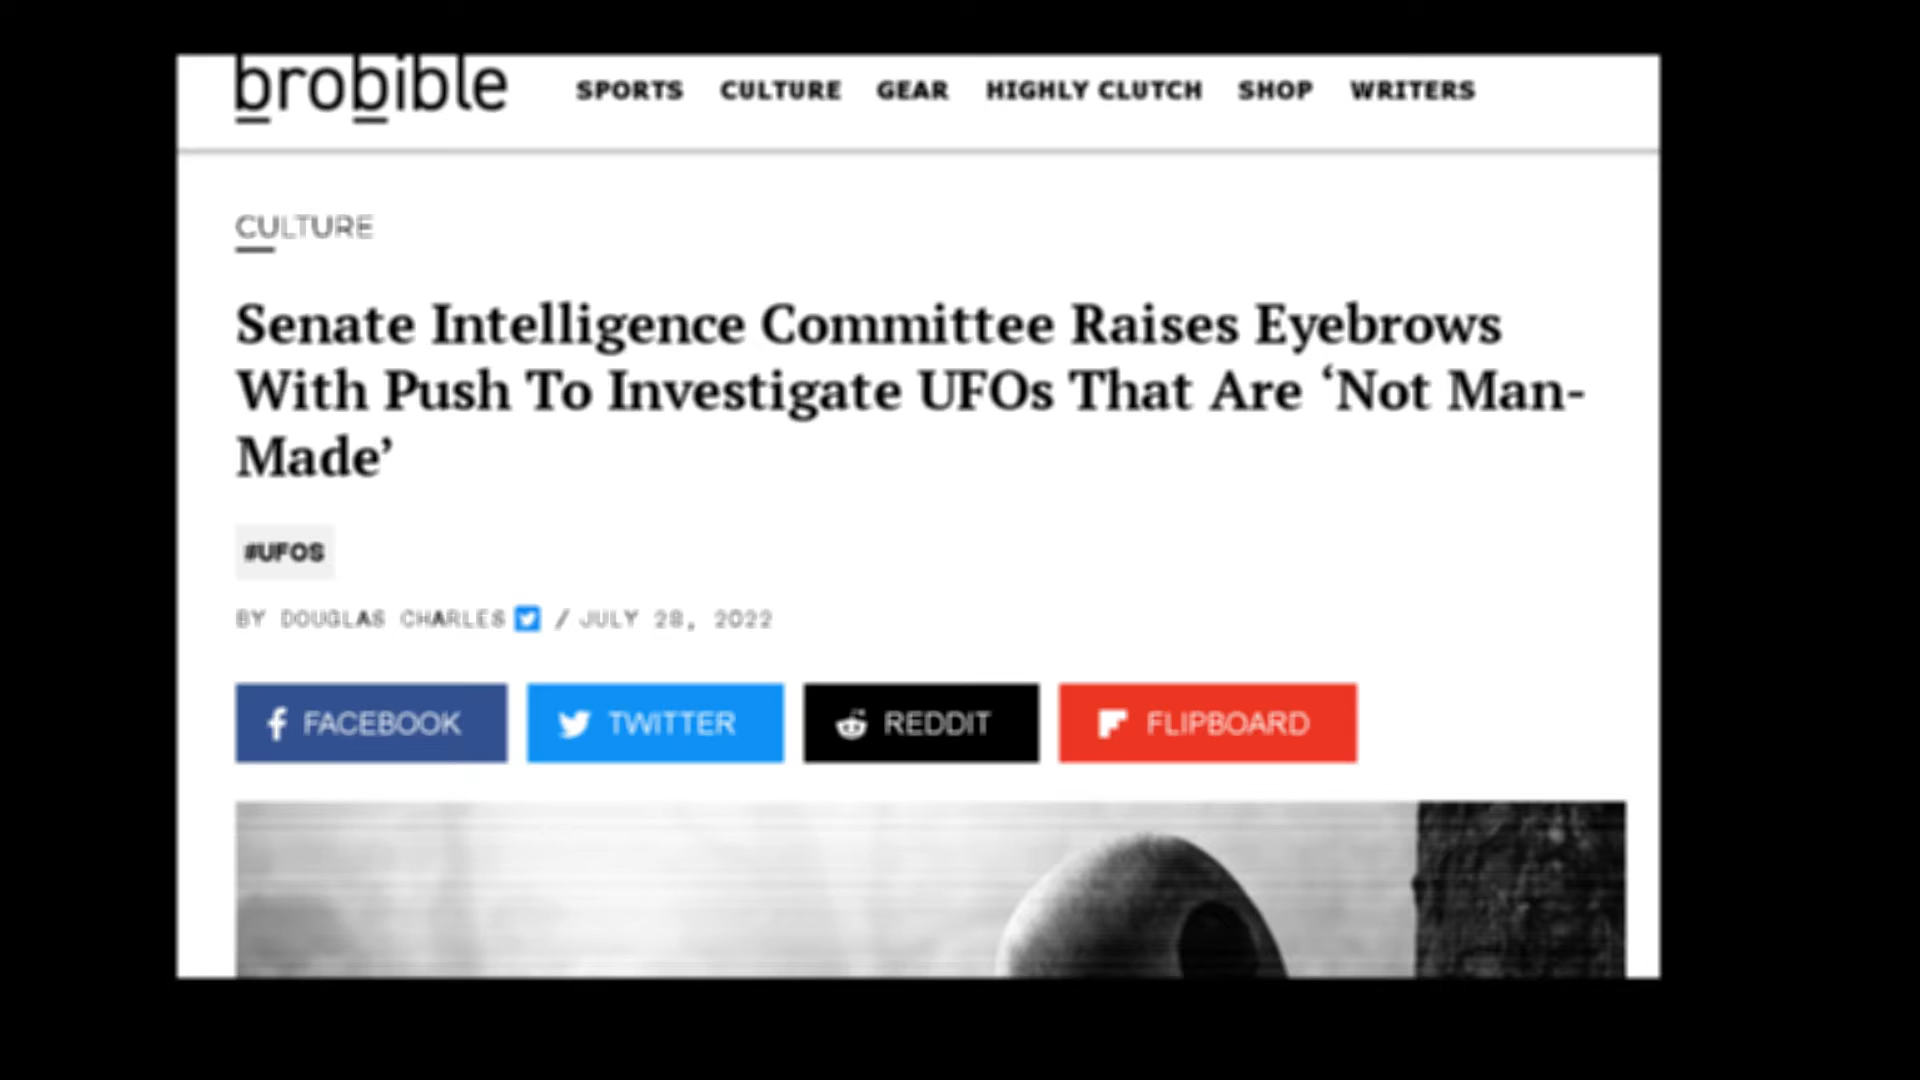 brobible SPORTS CULTURE GEAR HIGHLY CLUTCH SHOP WRITERS
CULTURE
Senate Intelligence Committee Raises Eyebrows
With Push To Investigate UFOs That Are ‘Not Man-
Made’
#UFOS
BY DOUGLAS CHARLES / JULY 28, 2022
FACEBOOK TWITTER REDDIT FLIPBOARD